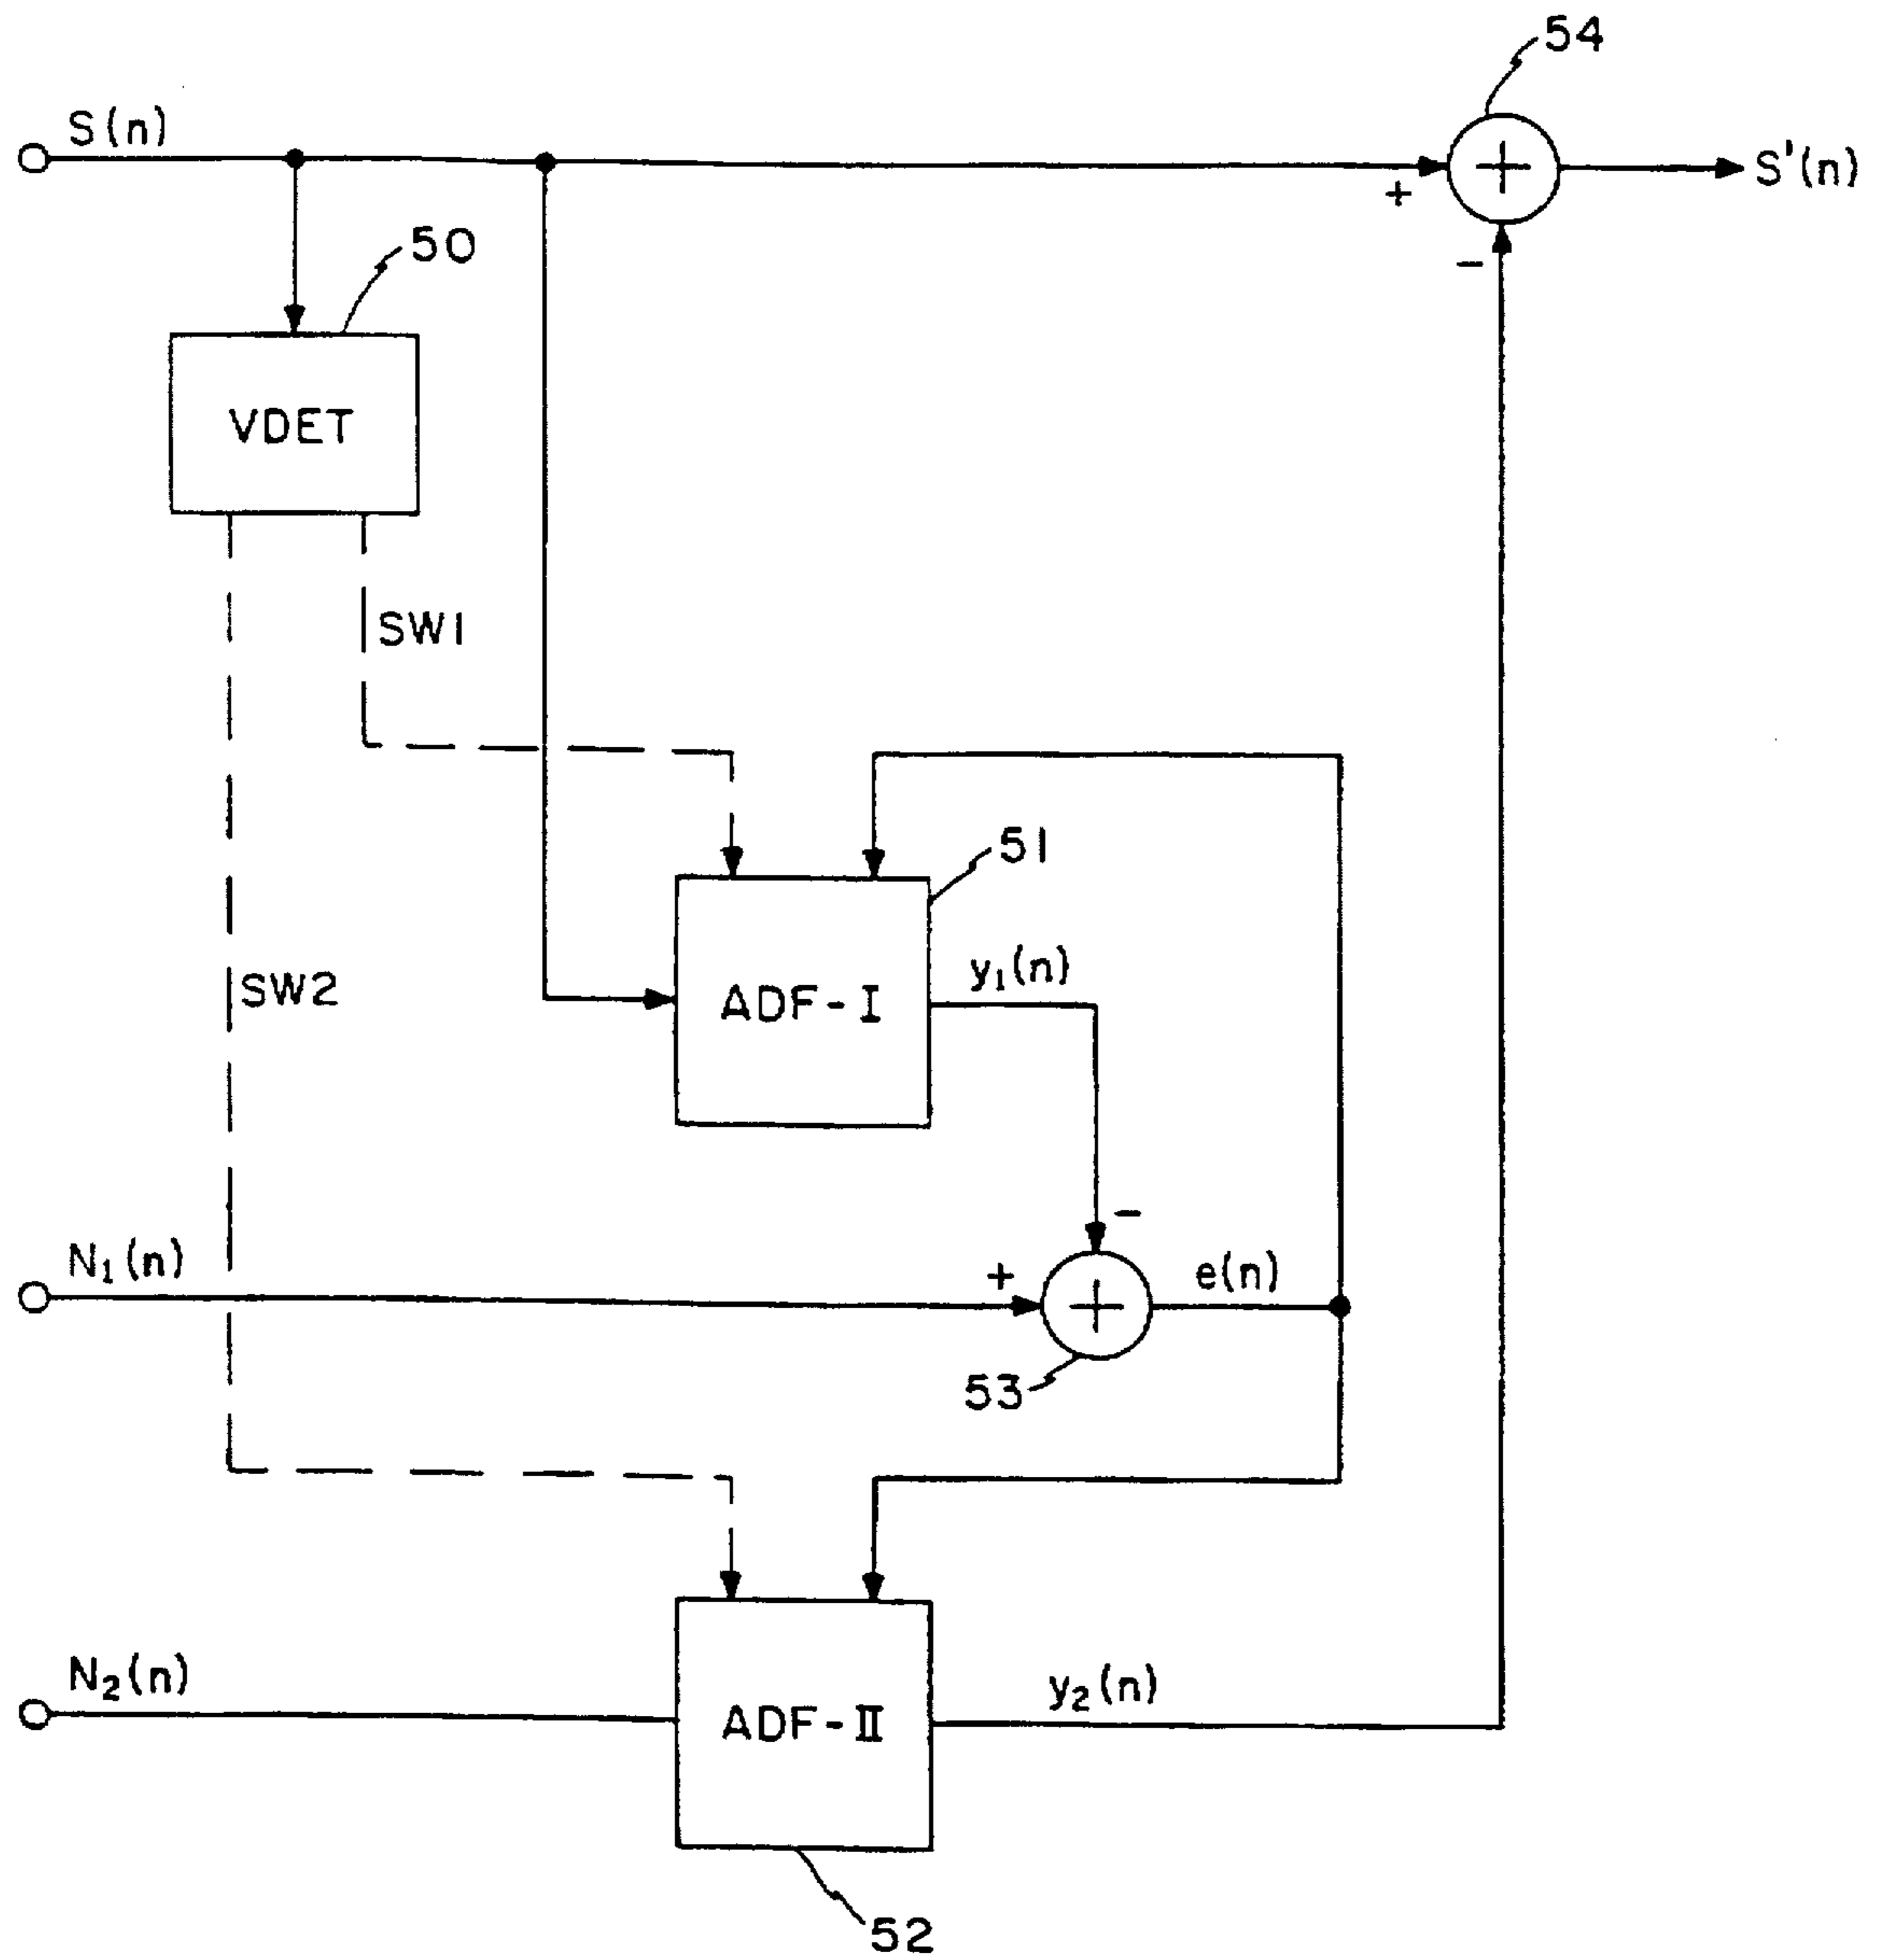 54
S(n)
+
+
S'(n)
-
50
VDET
SW1
51
SW2
y₁(n)
ADF-I
-
N₁(n)
+
+
e(n)
53
N₂(n)
y₂(n)
ADF-II
52